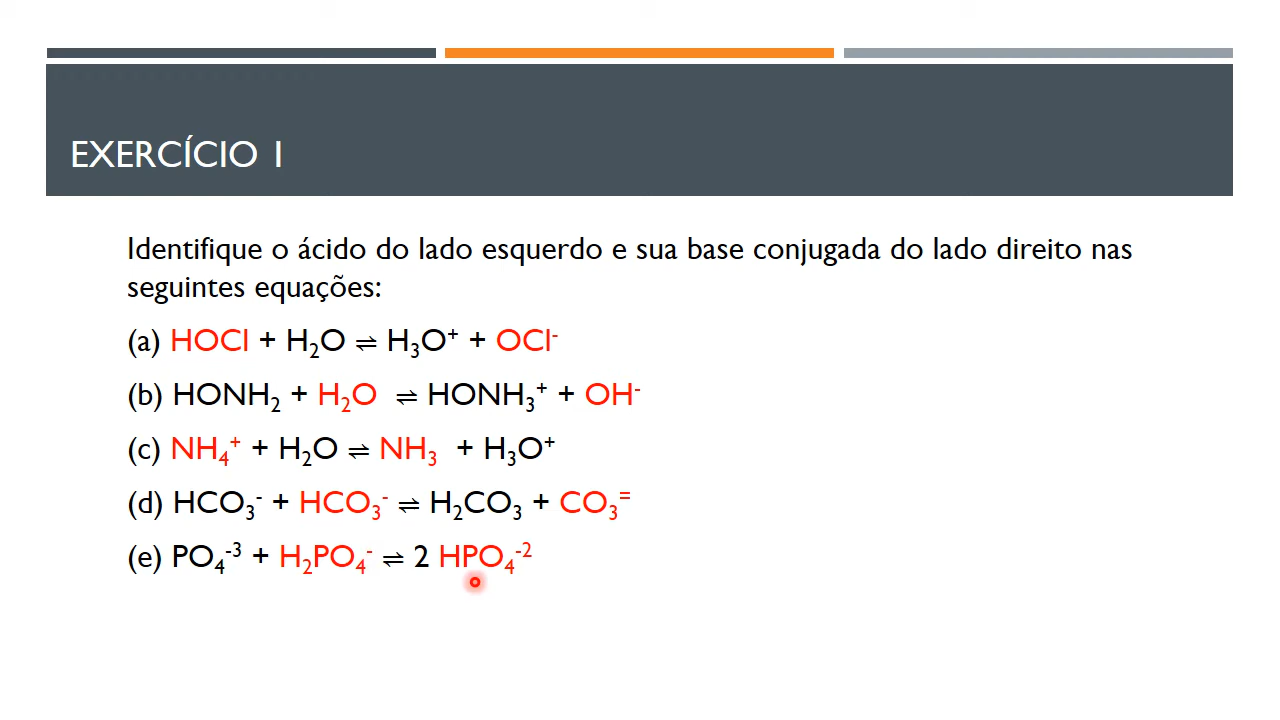 EXERCÍCIO 1
Identifique o ácido do lado esquerdo e sua base conjugada do lado direito nas
seguintes equações:
(a) HOCl + H₂O ⇌ H₃O⁺ + OCl⁻
(b) HONH₂ + H₂O ⇌ HONH₃⁺ + OH⁻
(c) NH₄⁺ + H₂O ⇌ NH₃ + H₃O⁺
(d) HCO₃⁻ + HCO₃⁻ ⇌ H₂CO₃ + CO₃⁼
(e) PO₄⁻³ + H₂PO₄⁻ ⇌ 2 HPO₄⁻²